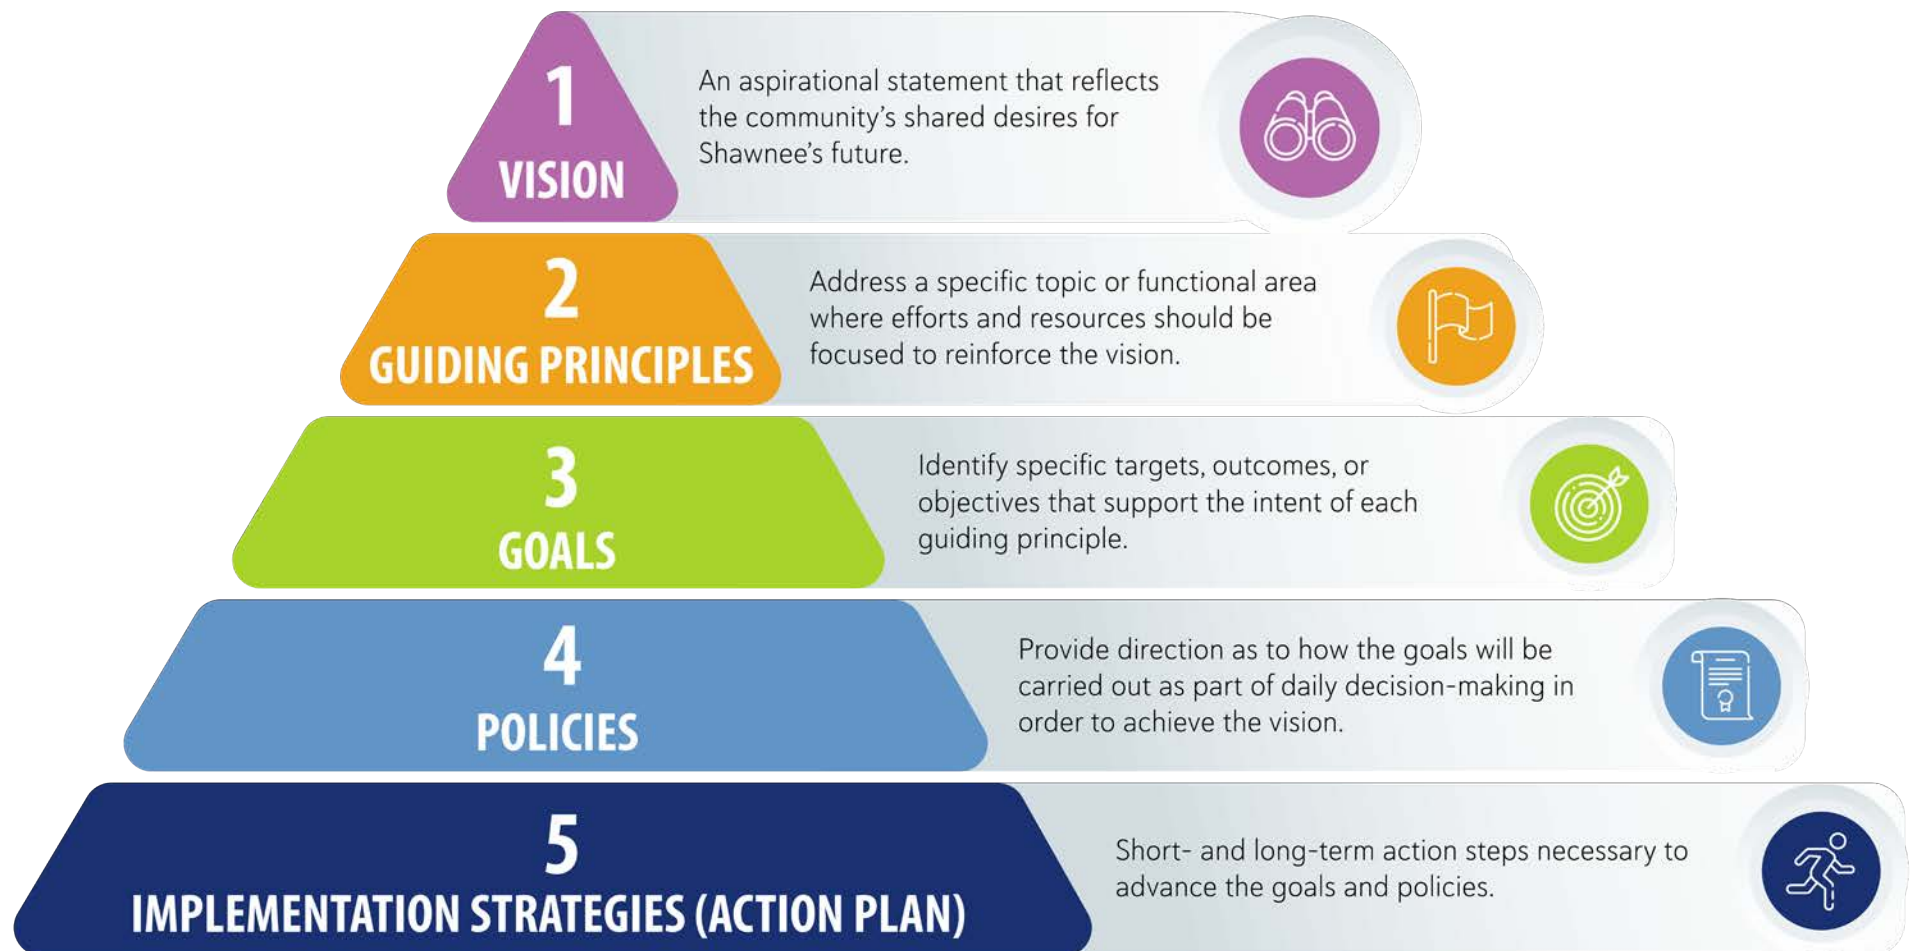 1
VISION
An aspirational statement that reflects
the community’s shared desires for
Shawnee’s future.
2
GUIDING PRINCIPLES
Address a specific topic or functional area
where efforts and resources should be
focused to reinforce the vision.
3
GOALS
Identify specific targets, outcomes, or
objectives that support the intent of each
guiding principle.
4
POLICIES
Provide direction as to how the goals will be
carried out as part of daily decision-making in
order to achieve the vision.
5
IMPLEMENTATION STRATEGIES (ACTION PLAN)
Short- and long-term action steps necessary to
advance the goals and policies.